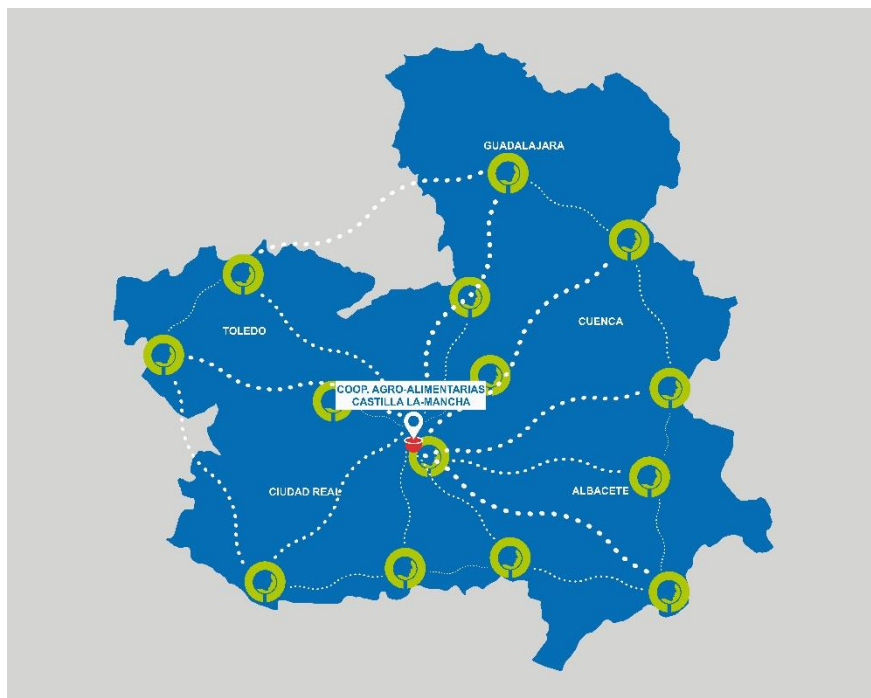 GUADALAJARA
CUENCA
TOLEDO
COOP. AGRO-ALIMENTARIAS
CASTILLA LA-MANCHA
CIUDAD REAL
ALBACETE